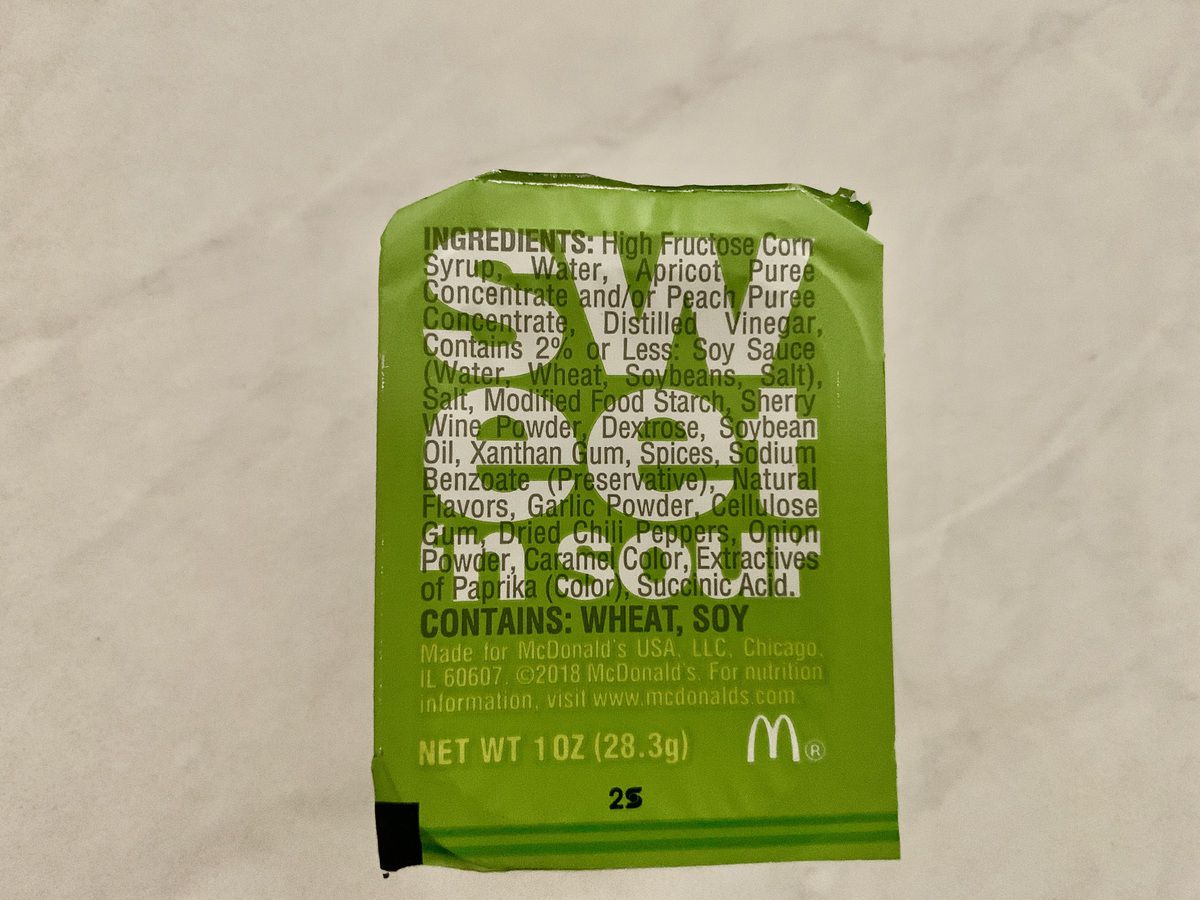 sw
eet
'n sour
INGREDIENTS: High Fructose Corn
Syrup, Water, Apricot Puree
Concentrate and/or Peach Puree
Concentrate, Distilled Vinegar,
Contains 2% or Less: Soy Sauce
(Water, Wheat, Soybeans, Salt),
Salt, Modified Food Starch, Sherry
Wine Powder, Dextrose, Soybean
Oil, Xanthan Gum, Spices, Sodium
Benzoate (Preservative), Natural
Flavors, Garlic Powder, Cellulose
Gum, Dried Chili Peppers, Onion
Powder, Caramel Color, Extractives
of Paprika (Color), Succinic Acid.
CONTAINS: WHEAT, SOY
Made for McDonald's USA, LLC, Chicago,
IL 60607. ©2018 McDonald's. For nutrition
information, visit www.mcdonalds.com.
NET WT 1 OZ (28.3g)
M®
25